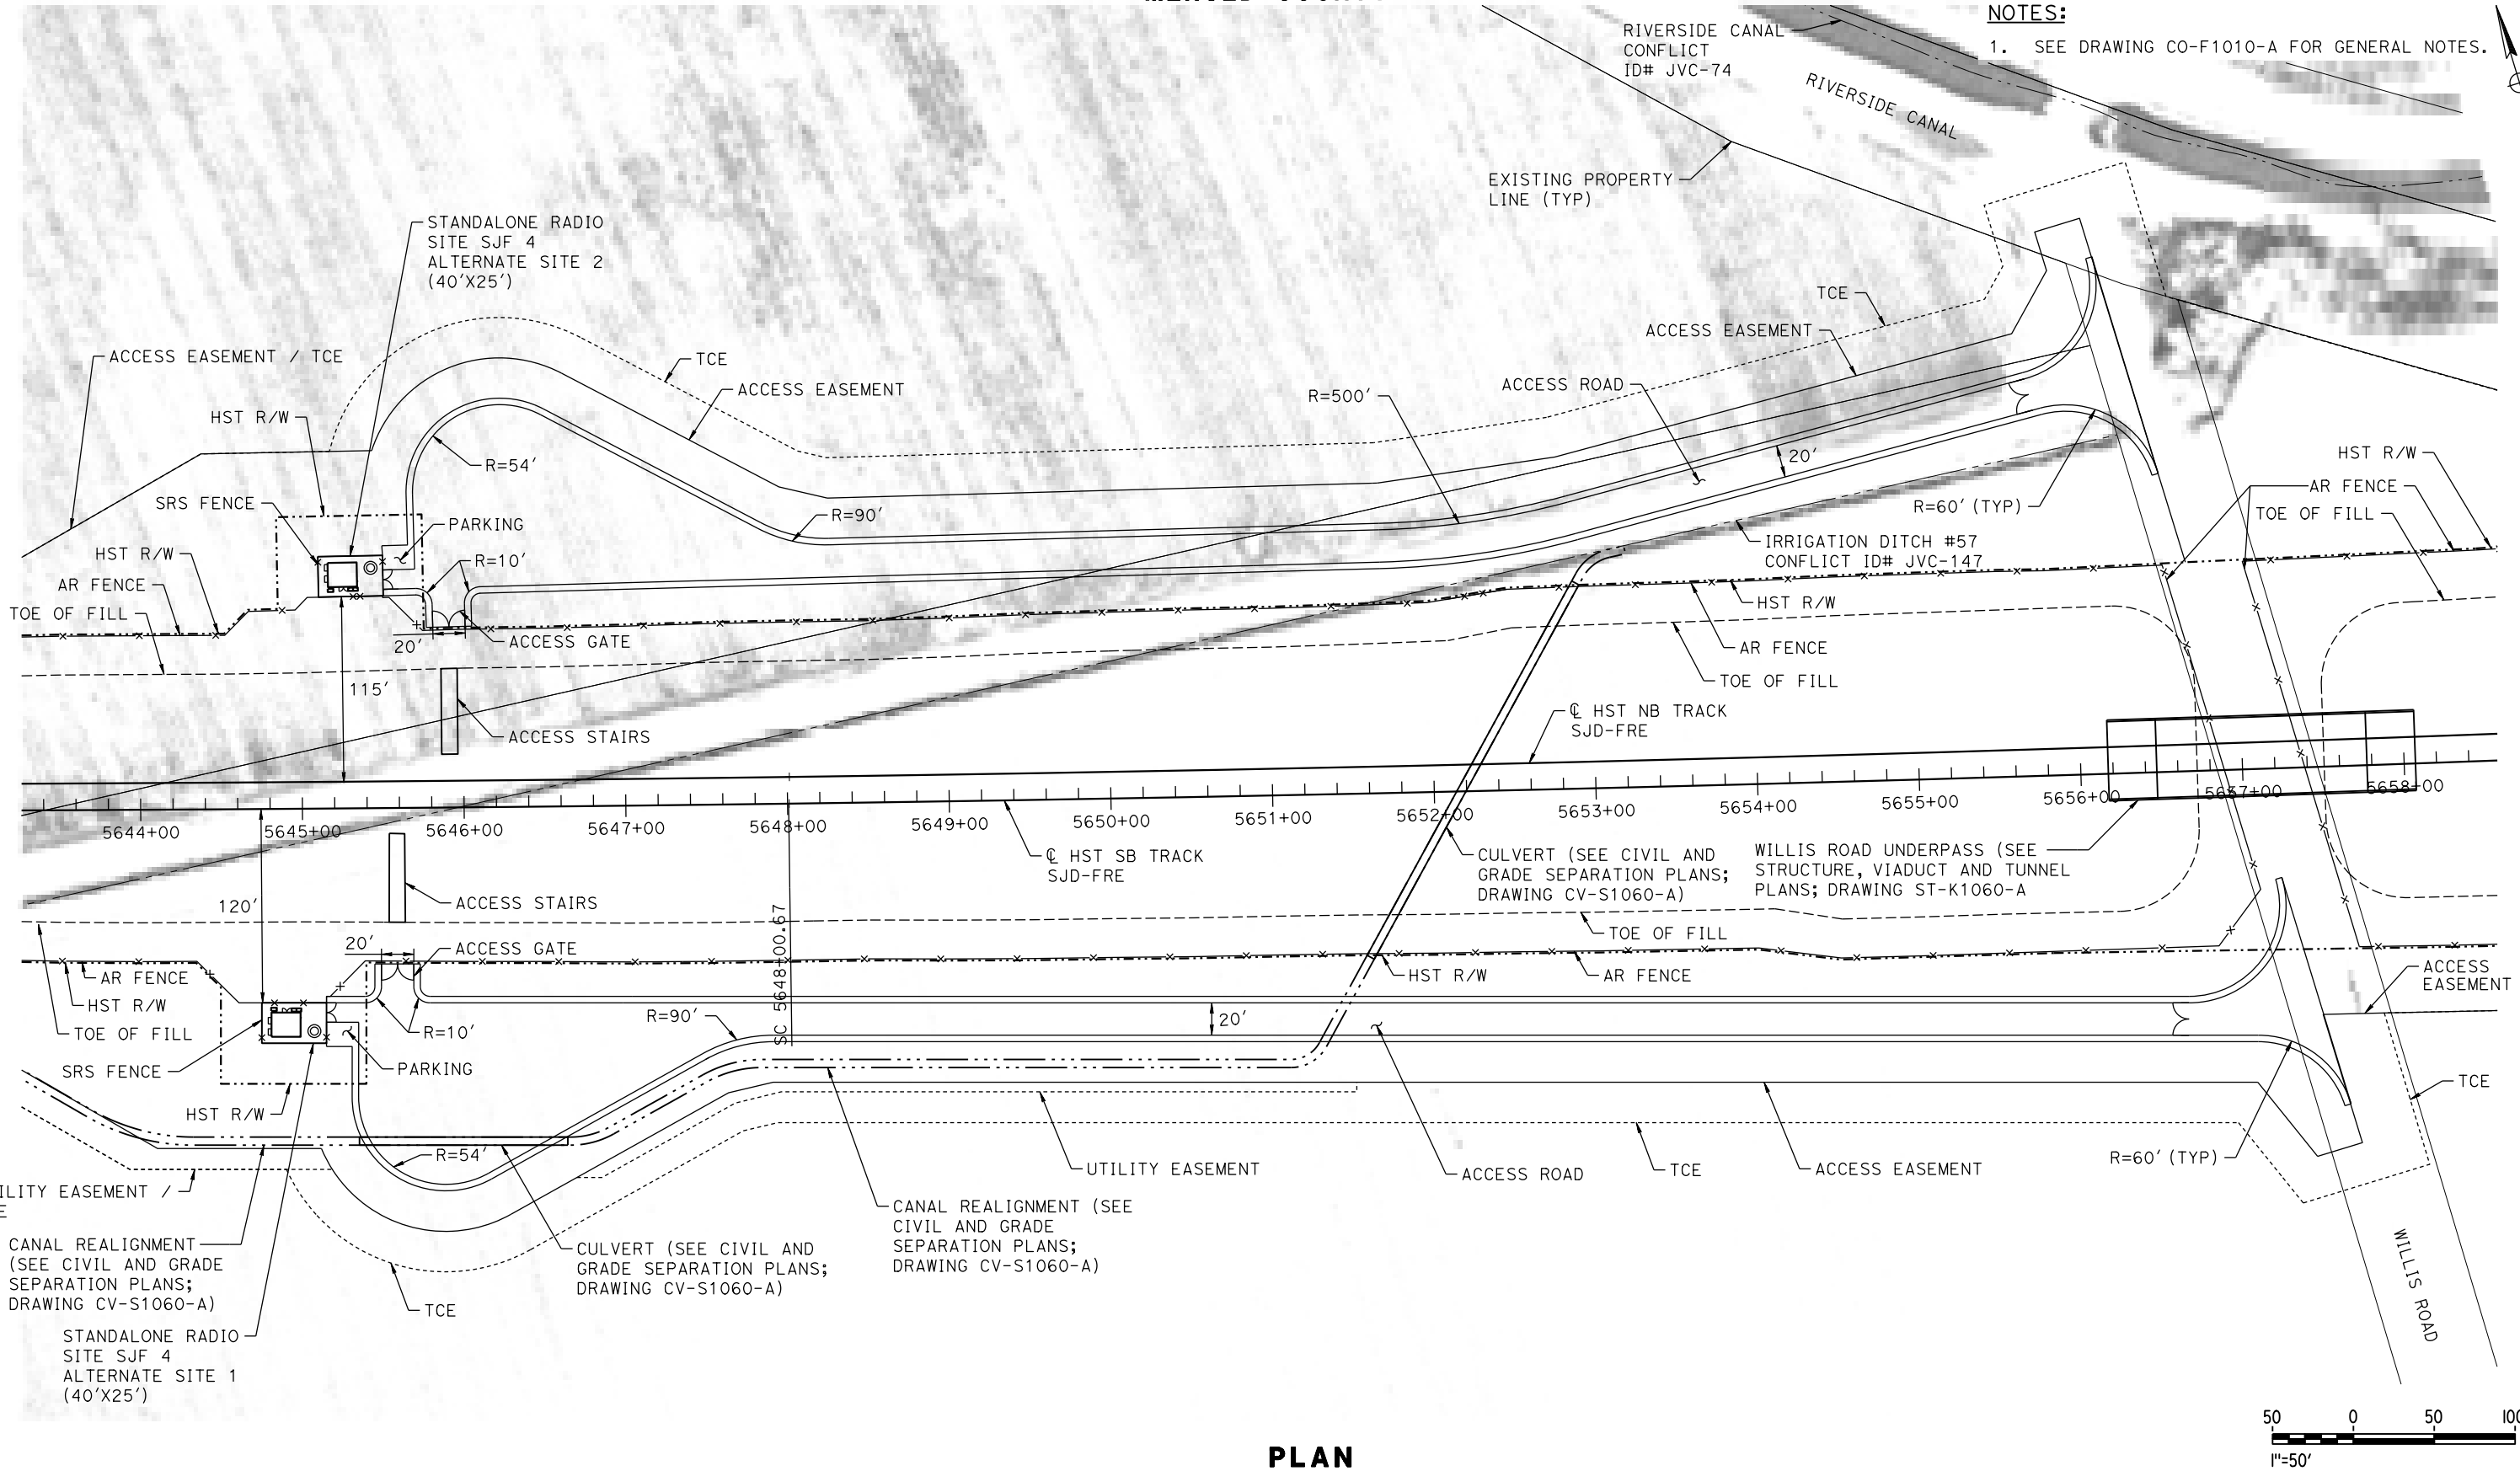 NOTES:
1. SEE DRAWING CO-F1010-A FOR GENERAL NOTES.
RIVERSIDE CANAL
CONFLICT
ID# JVC-74
RIVERSIDE CANAL
EXISTING PROPERTY
LINE (TYP)
STANDALONE RADIO
SITE SJF 4
ALTERNATE SITE 2
(40'X25')
TCE
ACCESS EASEMENT
ACCESS EASEMENT / TCE
TCE
ACCESS EASEMENT
ACCESS ROAD
R=500'
HST R/W
HST R/W
AR FENCE
TOE OF FILL
R=54'
20'
SRS FENCE
PARKING
R=90'
R=60' (TYP)
HST R/W
AR FENCE
TOE OF FILL
R=10'
IRRIGATION DITCH #57
CONFLICT ID# JVC-147
HST R/W
20'
ACCESS GATE
AR FENCE
TOE OF FILL
115'
ACCESS STAIRS
℄ HST NB TRACK
SJD-FRE
5644+00
5645+00
5646+00
5647+00
5648+00
5649+00
5650+00
5651+00
5652+00
5653+00
5654+00
5655+00
5656+00
5657+00
5658+00
℄ HST SB TRACK
SJD-FRE
CULVERT (SEE CIVIL AND
GRADE SEPARATION PLANS;
DRAWING CV-S1060-A)
WILLIS ROAD UNDERPASS (SEE
STRUCTURE, VIADUCT AND TUNNEL
PLANS; DRAWING ST-K1060-A
120'
ACCESS STAIRS
SC 5648+00.67
TOE OF FILL
20'
ACCESS GATE
AR FENCE
HST R/W
TOE OF FILL
HST R/W
AR FENCE
ACCESS
EASEMENT
R=10'
R=90'
20'
SRS FENCE
PARKING
HST R/W
TCE
R=54'
UTILITY EASEMENT
ACCESS ROAD
TCE
ACCESS EASEMENT
R=60' (TYP)
ILITY EASEMENT /
E
CANAL REALIGNMENT
(SEE CIVIL AND GRADE
SEPARATION PLANS;
DRAWING CV-S1060-A)
CULVERT (SEE CIVIL AND
GRADE SEPARATION PLANS;
DRAWING CV-S1060-A)
CANAL REALIGNMENT (SEE
CIVIL AND GRADE
SEPARATION PLANS;
DRAWING CV-S1060-A)
TCE
WILLIS ROAD
STANDALONE RADIO
SITE SJF 4
ALTERNATE SITE 1
(40'X25')
50 0 50 100
1"=50'
PLAN